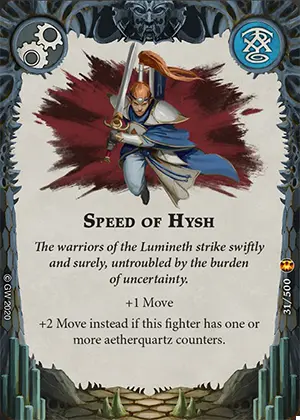 SPEED OF HYSH
The warriors of the Lumineth strike swiftly
and surely, untroubled by the burden
of uncertainty.
+1 Move
+2 Move instead if this fighter has one or
more aetherquartz counters.
© GW 2020
31/500